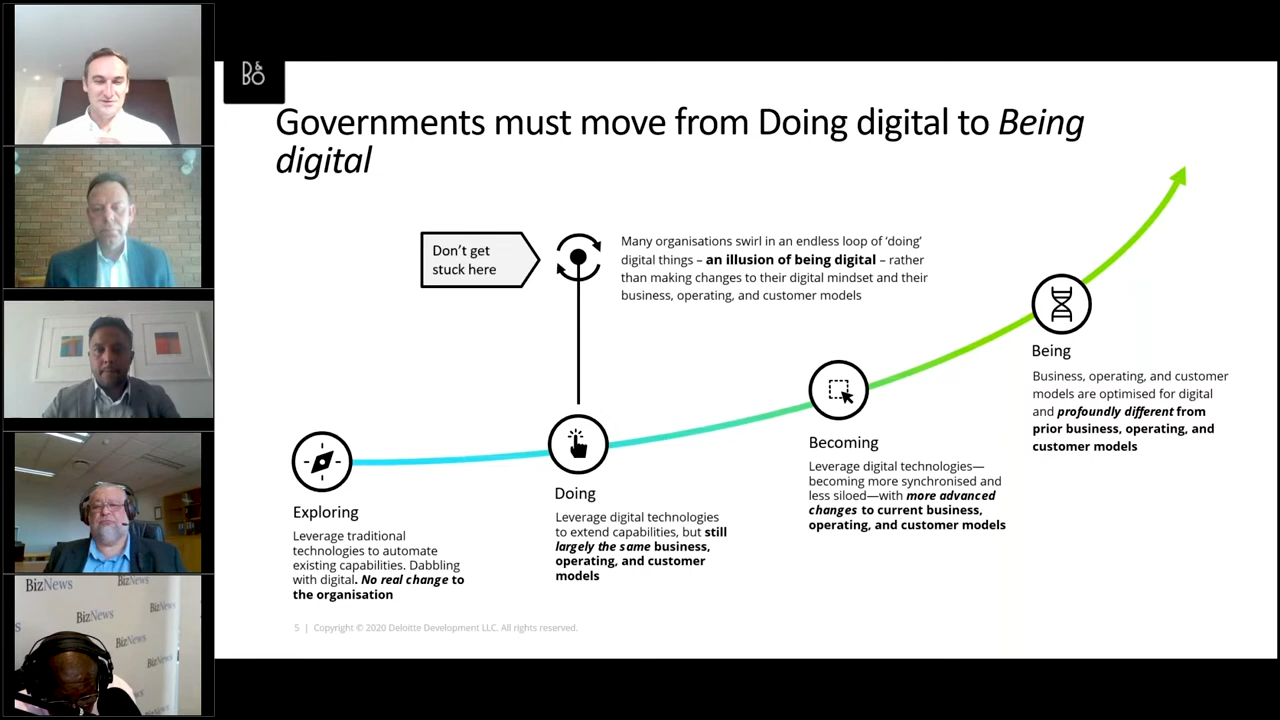 B&O
Governments must move from Doing digital to Being
digital
Don't get
stuck here
Many organisations swirl in an endless loop of 'doing'
digital things – an illusion of being digital – rather
than making changes to their digital mindset and their
business, operating, and customer models
Exploring
Leverage traditional
technologies to automate
existing capabilities. Dabbling
with digital. No real change to
the organisation
Doing
Leverage digital technologies
to extend capabilities, but still
largely the same business,
operating, and customer
models
Becoming
Leverage digital technologies—
becoming more synchronised and
less siloed—with more advanced
changes to current business,
operating, and customer models
Being
Business, operating, and customer
models are optimised for digital
and profoundly different from
prior business, operating, and
customer models
5 | Copyright © 2020 Deloitte Development LLC. All rights reserved.
BizNews
BizNews
BizNews
BizNews
BizNews
BizNews